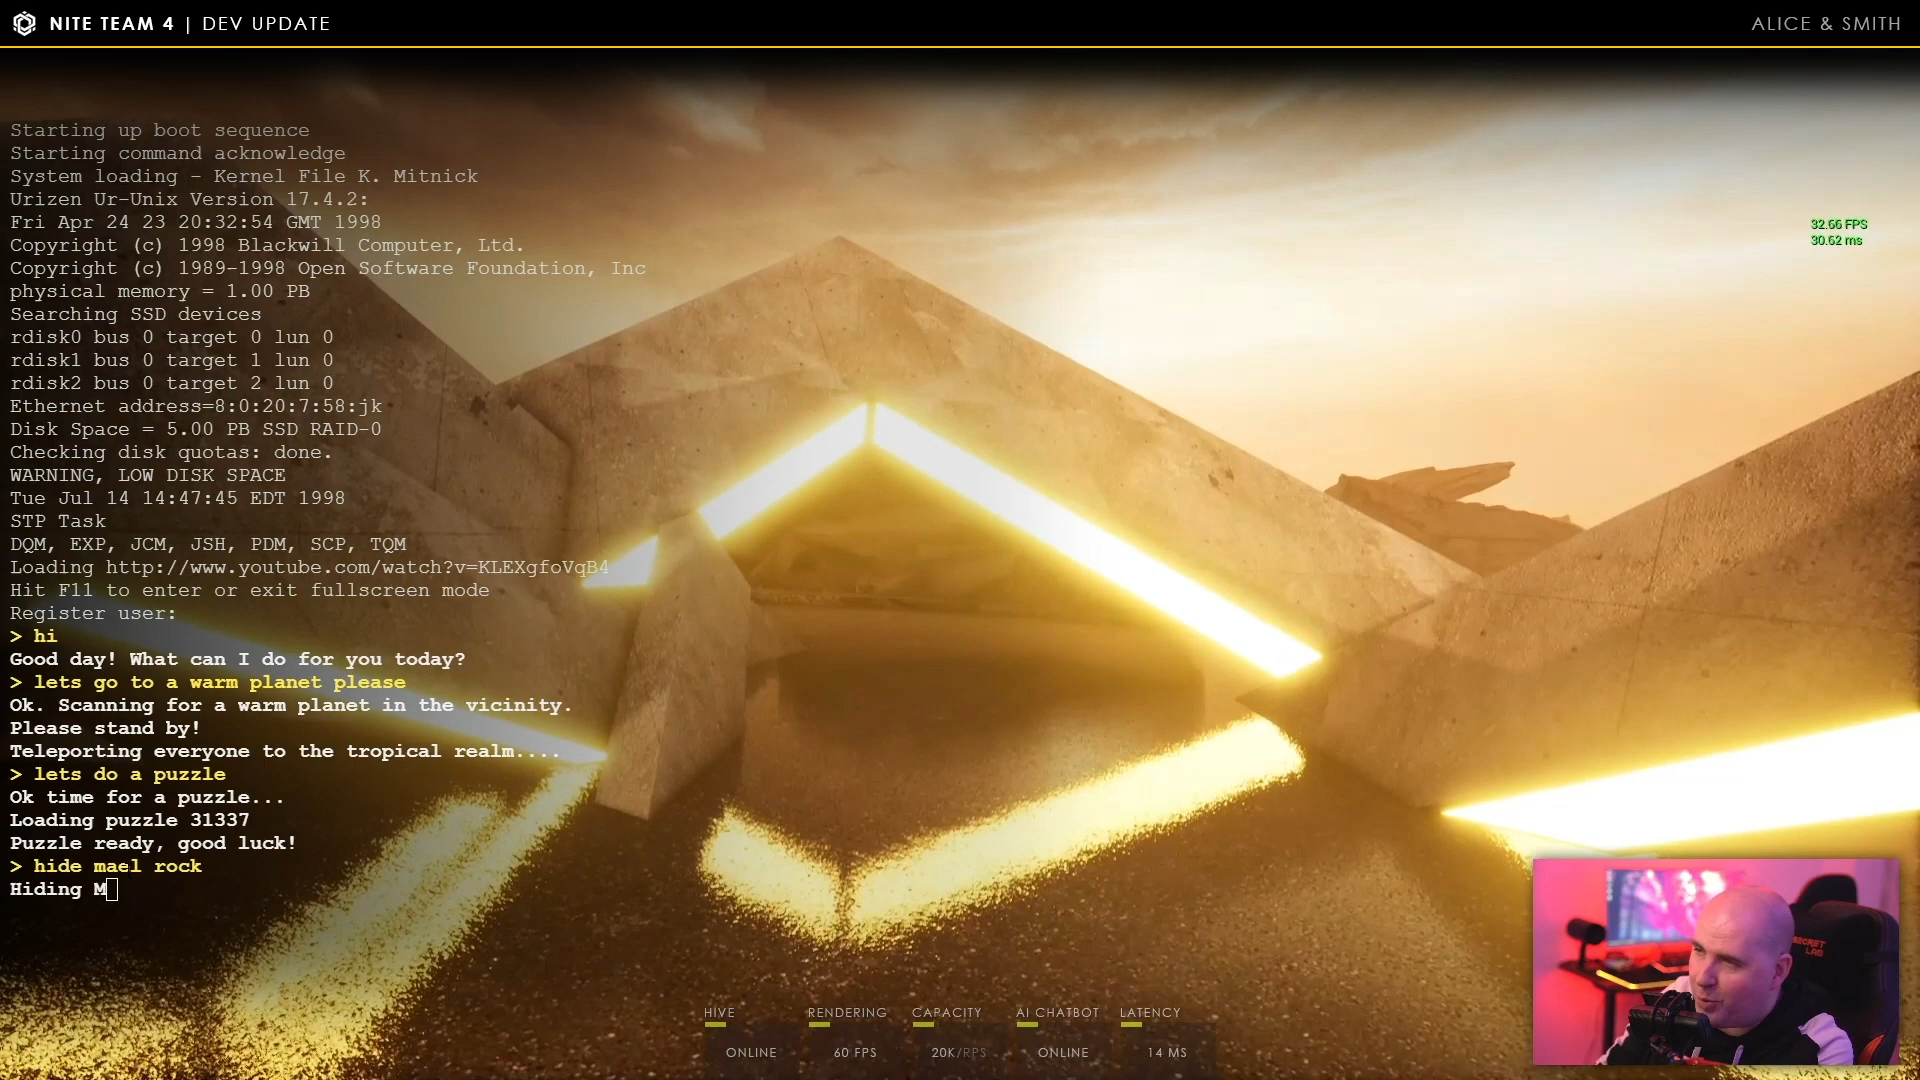 NITE TEAM 4 | DEV UPDATE
ALICE & SMITH
Starting up boot sequence
Starting command acknowledge
System loading - Kernel File K. Mitnick
Urizen Ur-Unix Version 17.4.2:
Fri Apr 24 23 20:32:54 GMT 1998
Copyright (c) 1998 Blackwill Computer, Ltd.
Copyright (c) 1989-1998 Open Software Foundation, Inc
physical memory = 1.00 PB
Searching SSD devices
rdisk0 bus 0 target 0 lun 0
rdisk1 bus 0 target 1 lun 0
rdisk2 bus 0 target 2 lun 0
Ethernet address=8:0:20:7:58:jk
Disk Space = 5.00 PB SSD RAID-0
Checking disk quotas: done.
WARNING, LOW DISK SPACE
Tue Jul 14 14:47:45 EDT 1998
STP Task
DQM, EXP, JCM, JSH, PDM, SCP, TQM
Loading http://www.youtube.com/watch?v=KLEXgfoVqB4
Hit F11 to enter or exit fullscreen mode
Register user:
> hi
Good day! What can I do for you today?
> lets go to a warm planet please
Ok. Scanning for a warm planet in the vicinity.
Please stand by!
Teleporting everyone to the tropical realm....
> lets do a puzzle
Ok time for a puzzle...
Loading puzzle 31337
Puzzle ready, good luck!
> hide mael rock
Hiding M
32.66 FPS
30.62 ms
HIVE RENDERING CAPACITY AI CHATBOT LATENCY
ONLINE 60 FPS 20K/RPS ONLINE 14 MS
SECRET
LAB